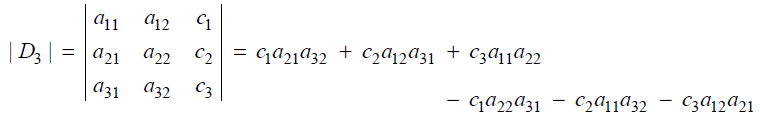 a₁₁ a₁₂ c₁
|D₃| = a₂₁ a₂₂ c₂ = c₁a₂₁a₃₂ + c₂a₁₂a₃₁ + c₃a₁₁a₂₂
a₃₁ a₃₂ c₃
− c₁a₂₂a₃₁ − c₂a₁₁a₃₂ − c₃a₁₂a₂₁